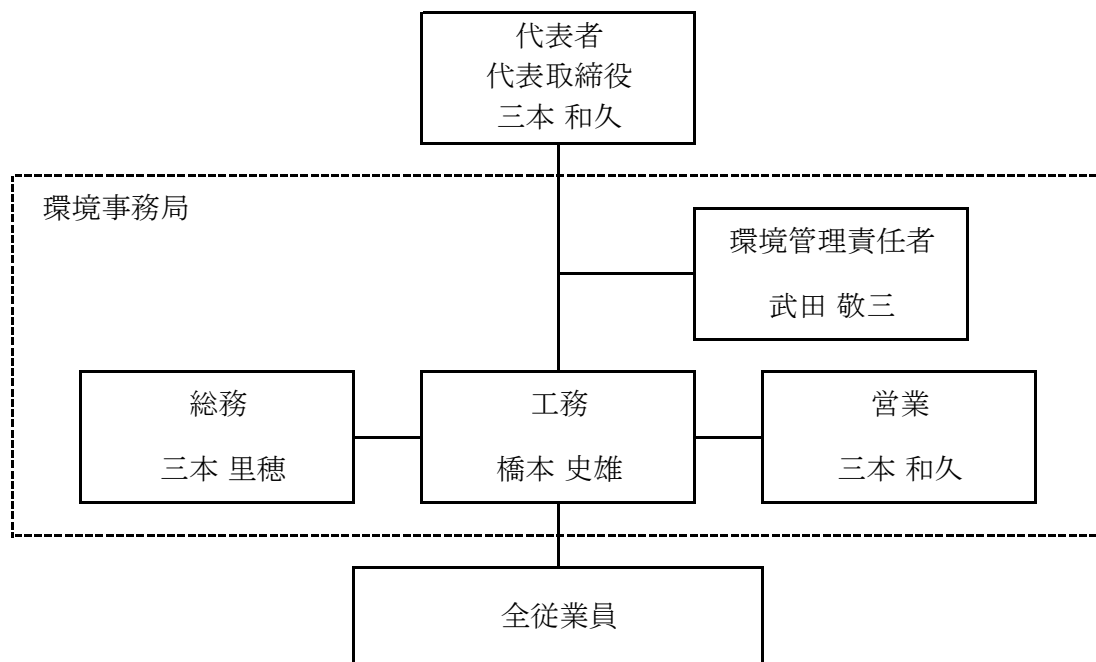 代表者
代表取締役
三本 和久
環境事務局
環境管理責任者
武田 敬三
総務
三本 里穂
工務
橋本 史雄
営業
三本 和久
全従業員